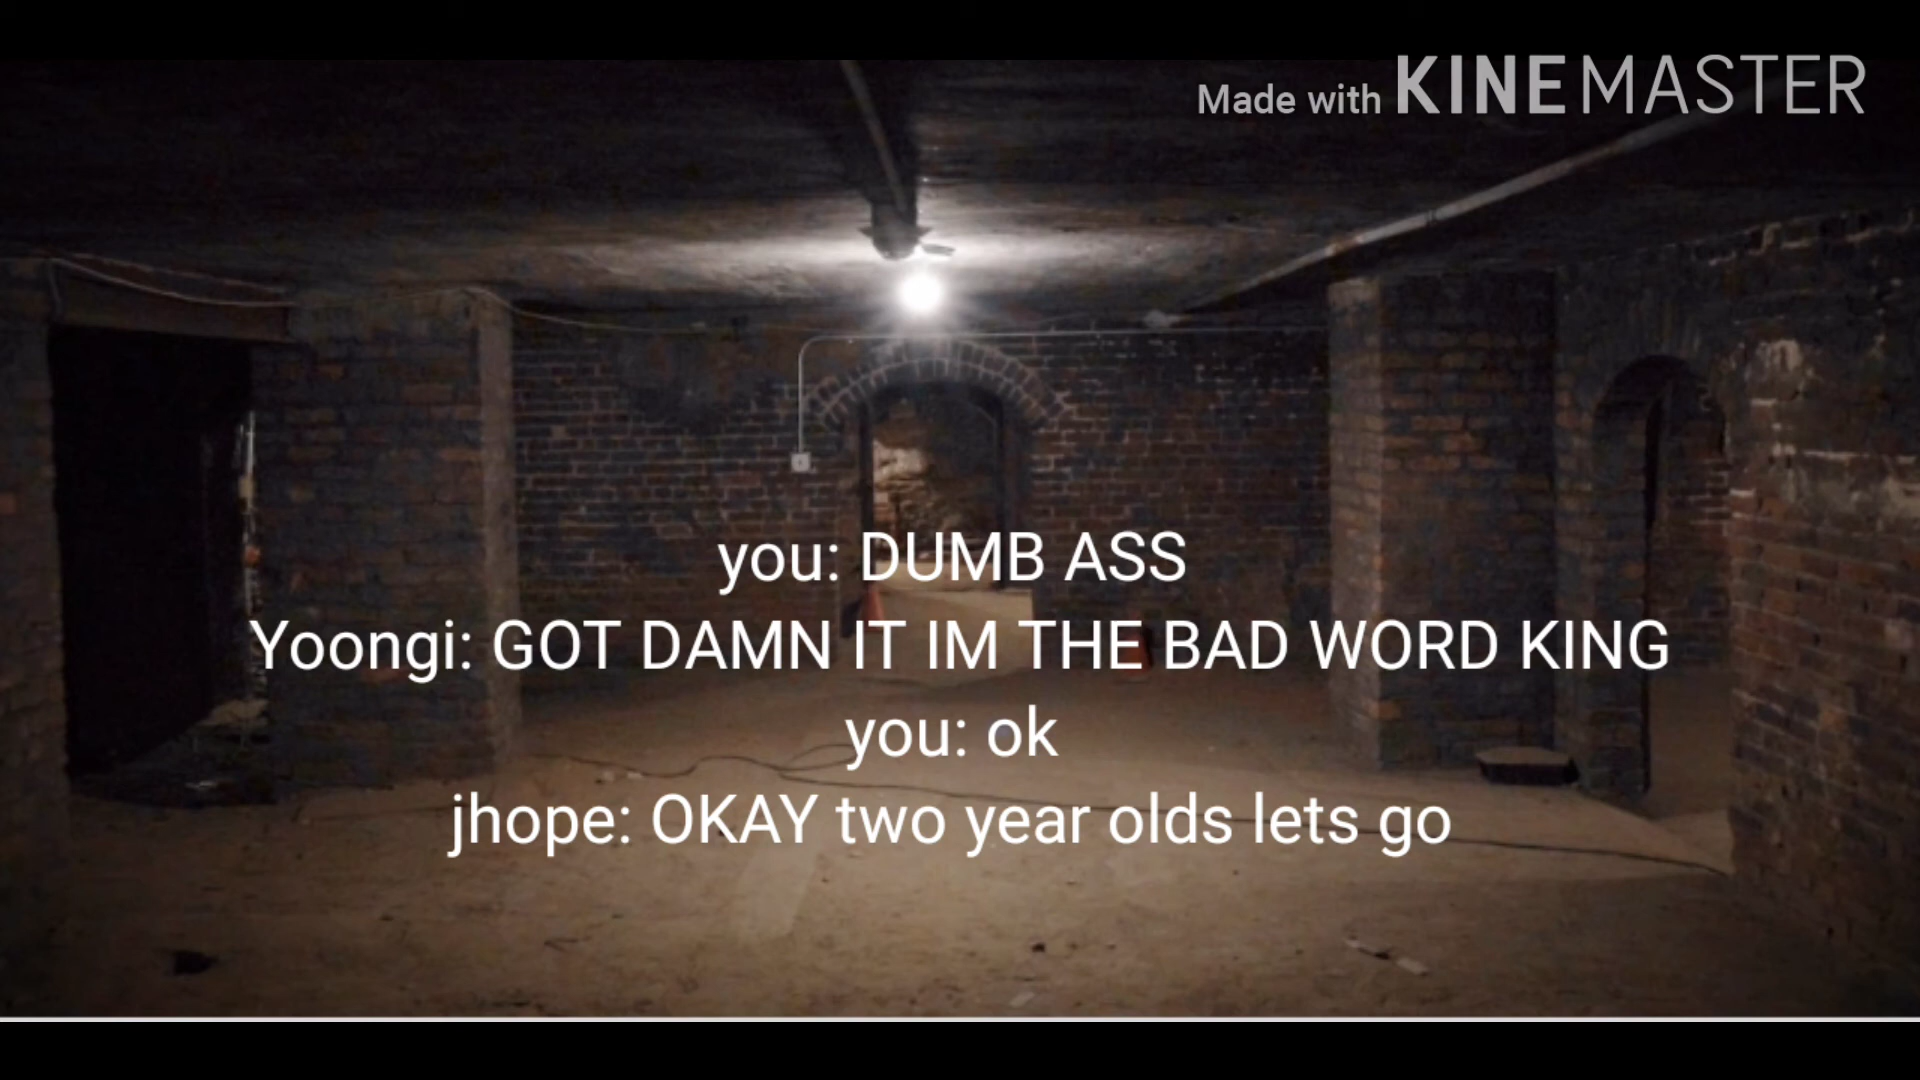 Made with KINEMASTER
you: DUMB ASS
Yoongi: GOT DAMN IT IM THE BAD WORD KING
you: ok
jhope: OKAY two year olds lets go